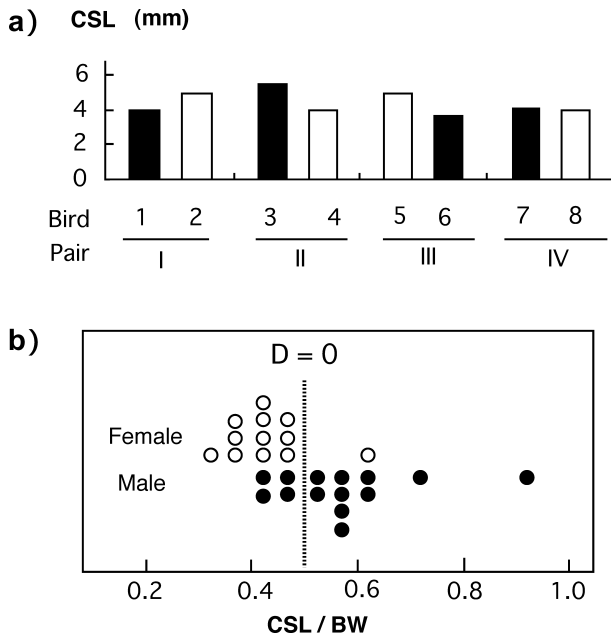 a) CSL (mm)
6
4
2
0
Bird 1 2 3 4 5 6 7 8
Pair I II III IV
b)
D = 0
Female
Male
0.2 0.4 0.6 0.8 1.0
CSL / BW